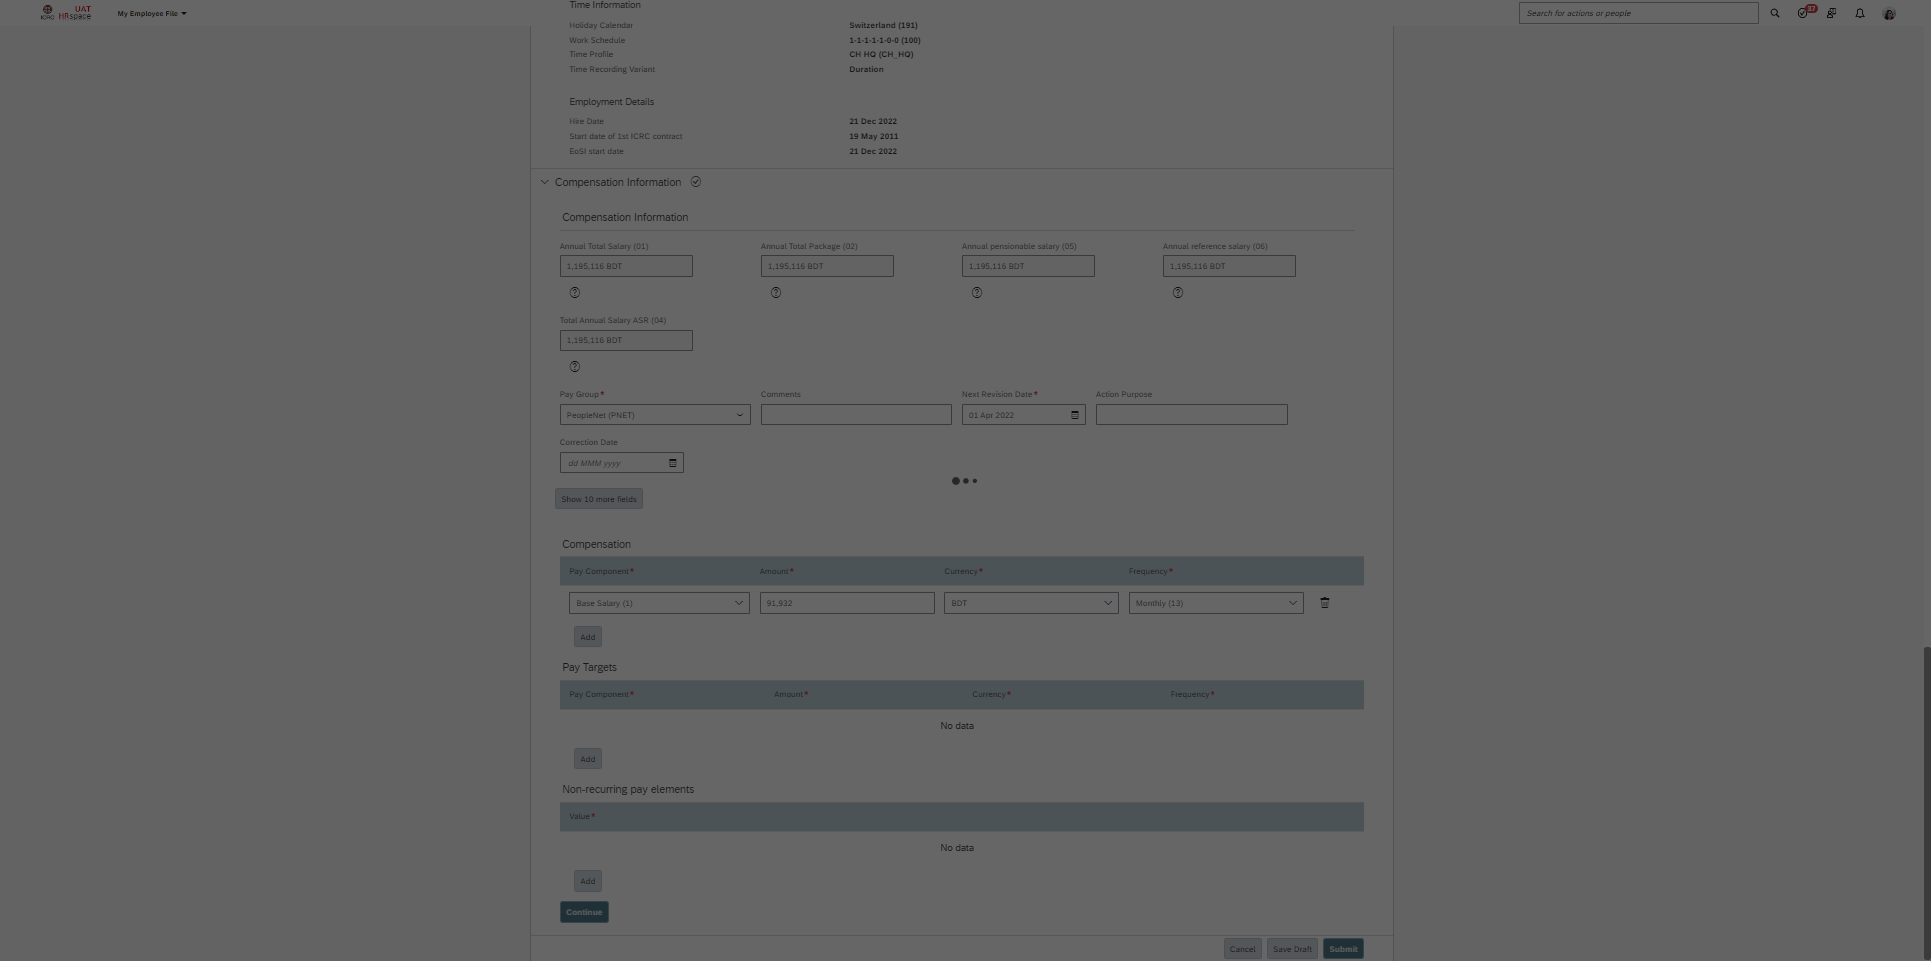 ICRC UAT HRspace My Employee File Search for actions or people 37
Time Information
Holiday Calendar Switzerland (191)
Work Schedule 1-1-1-1-1-0-0 (100)
Time Profile CH HQ (CH_HQ)
Time Recording Variant Duration
Employment Details
Hire Date 21 Dec 2022
Start date of 1st ICRC contract 19 May 2011
EoSI start date 21 Dec 2022
Compensation Information
Compensation Information
Annual Total Salary (01) Annual Total Package (02) Annual pensionable salary (05) Annual reference salary (06)
1,195,116 BDT 1,195,116 BDT 1,195,116 BDT 1,195,116 BDT
Total Annual Salary ASR (04)
1,195,116 BDT
Pay Group* Comments Next Revision Date* Action Purpose
PeopleNet (PNET) 01 Apr 2022
Correction Date
dd MMM yyyy
Show 10 more fields
Compensation
Pay Component* Amount* Currency* Frequency*
Base Salary (1) 91,932 BDT Monthly (13)
Add
Pay Targets
Pay Component* Amount* Currency* Frequency*
No data
Add
Non-recurring pay elements
Value*
No data
Add
Continue
Cancel Save Draft Submit